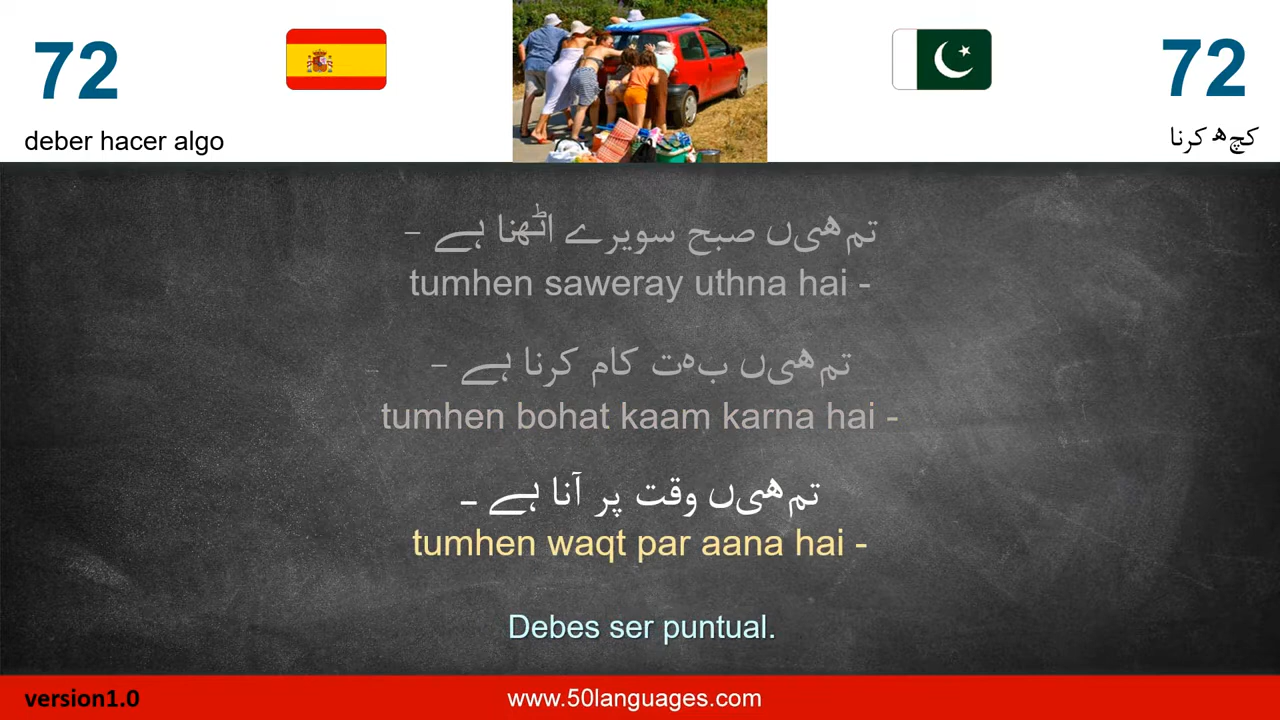 72
72
deber hacer algo
کچھ کرنا
تمھیں صبح سویرے اٹھنا ہے -
tumhen saweray uthna hai -
تمھیں بہت کام کرنا ہے -
tumhen bohat kaam karna hai -
تمھیں وقت پر آنا ہے -
tumhen waqt par aana hai -
Debes ser puntual.
version1.0
www.50languages.com